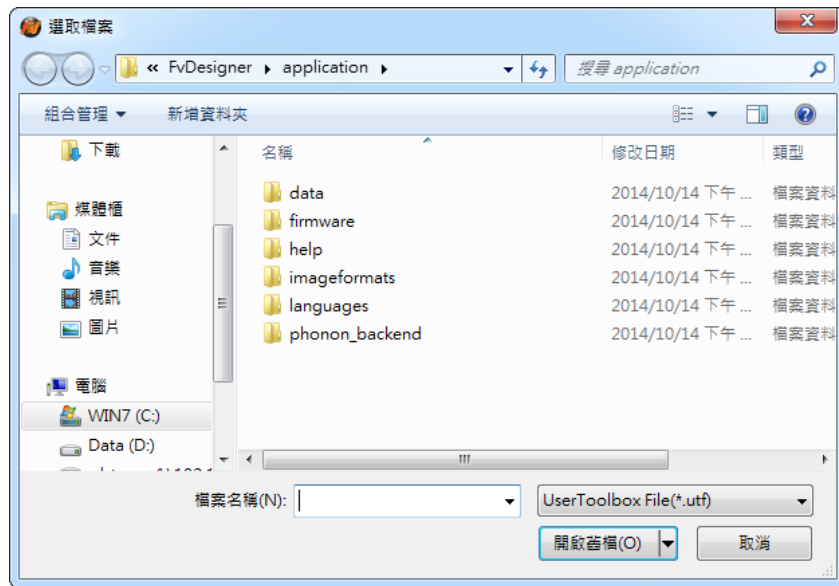 選取檔案
« FvDesigner ▸ application ▸ 搜尋 application
組合管理 ▼ 新增資料夾
下載
媒體櫃
文件
音樂
視訊
圖片
電腦
WIN7 (C:)
Data (D:)
名稱 修改日期 類型
data 2014/10/14 下午 ... 檔案資料
firmware 2014/10/14 下午 ... 檔案資料
help 2014/10/14 下午 ... 檔案資料
imageformats 2014/10/14 下午 ... 檔案資料
languages 2014/10/14 下午 ... 檔案資料
phonon_backend 2014/10/14 下午 ... 檔案資料
檔案名稱(N): UserToolbox File(*.utf)
開啟舊檔(O) 取消